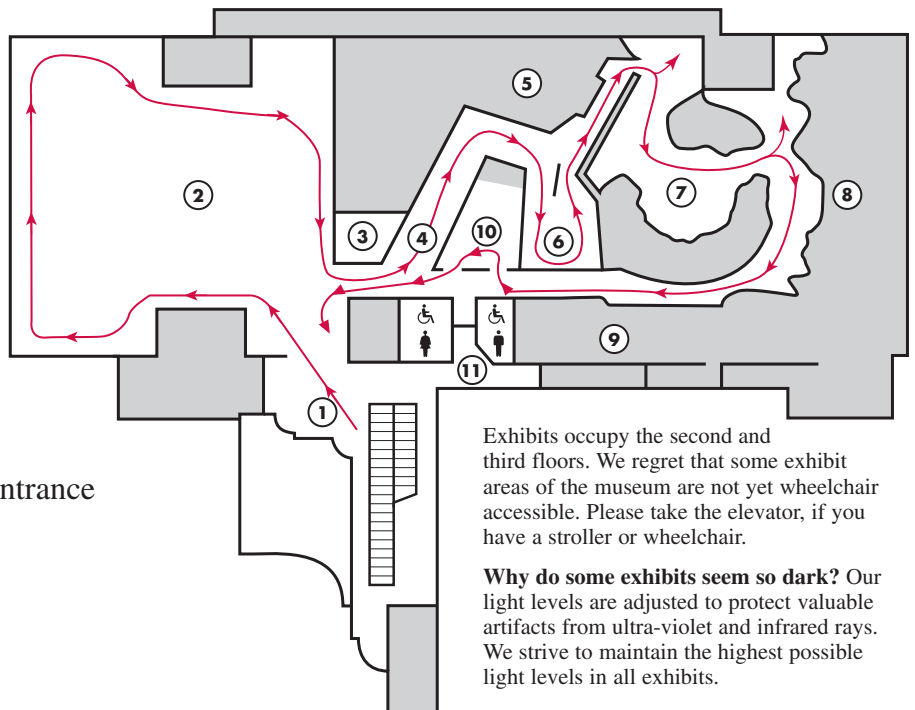 5
2
8
7
3
4
10
6
9
11
1
ntrance
Exhibits occupy the second and
third floors. We regret that some exhibit
areas of the museum are not yet wheelchair
accessible. Please take the elevator, if you
have a stroller or wheelchair.
Why do some exhibits seem so dark? Our
light levels are adjusted to protect valuable
artifacts from ultra-violet and infrared rays.
We strive to maintain the highest possible
light levels in all exhibits.